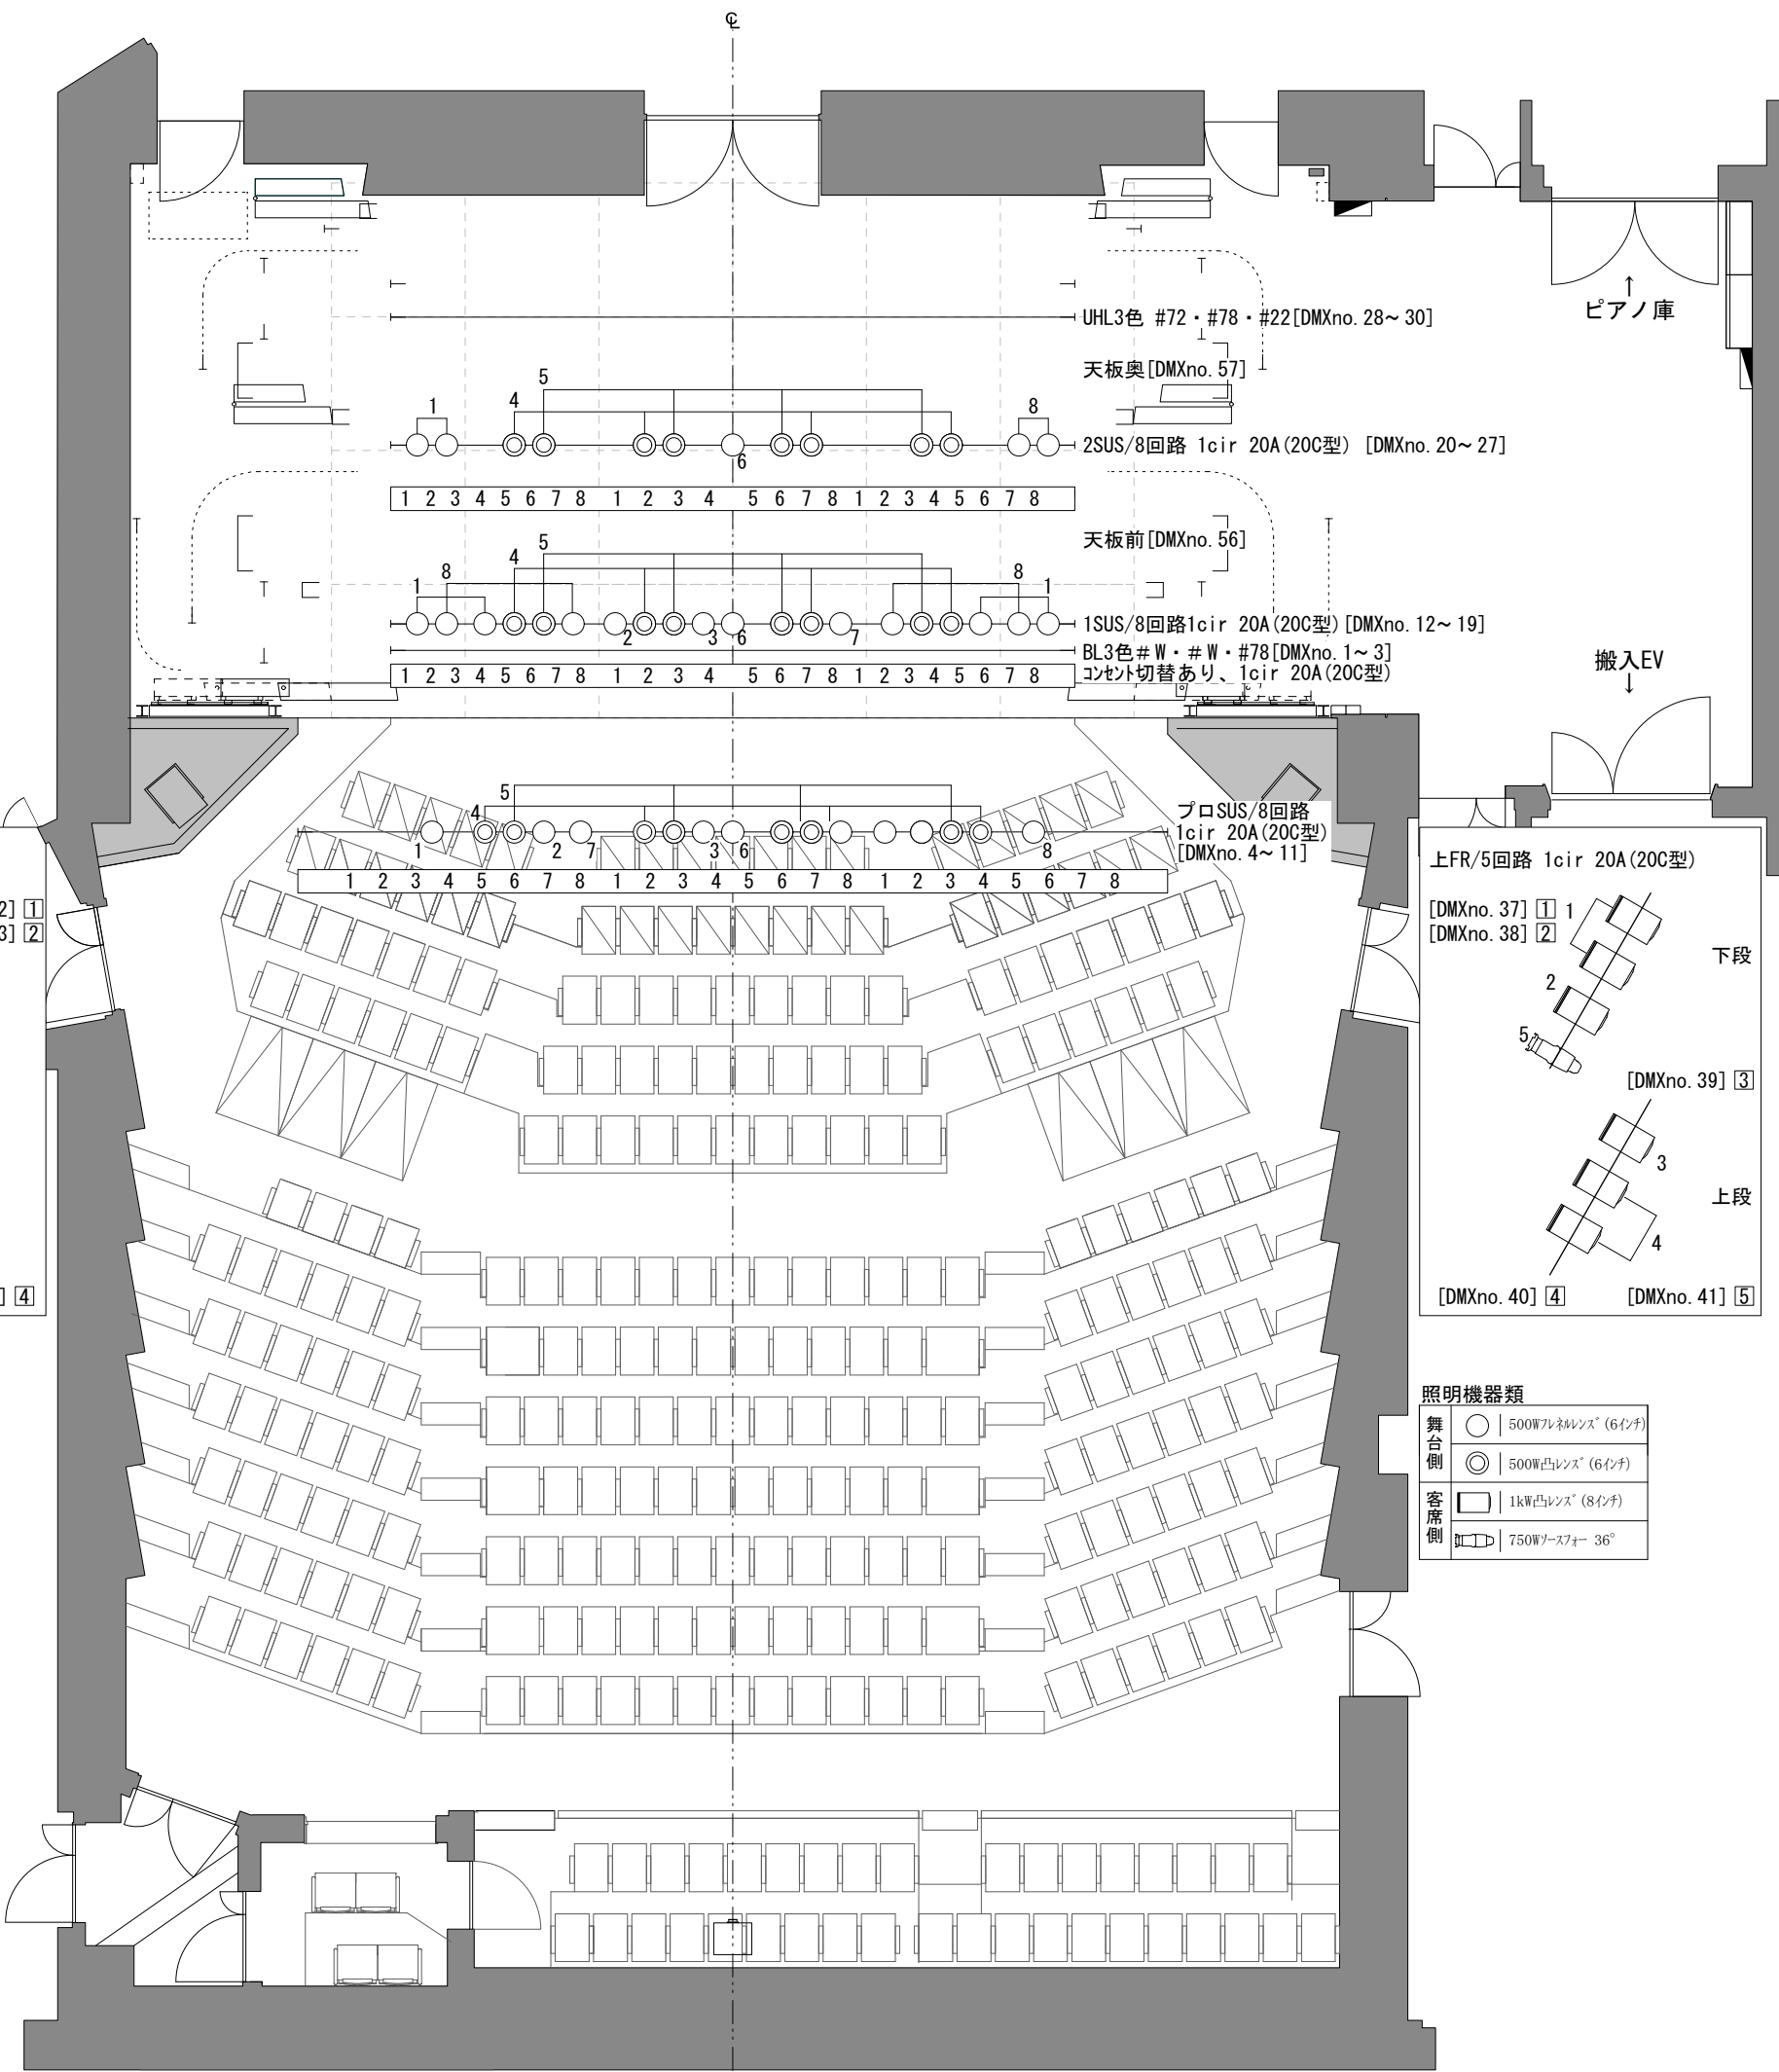 ℄
↑
ピアノ庫
UHL3色 #72・#78・#22[DMXno.28～30]
天板奥[DMXno.57]
5
4
1
8
6
2SUS/8回路 1cir 20A(20C型) [DMXno.20～27]
1 2 3 4 5 6 7 8 1 2 3 4 5 6 7 8 1 2 3 4 5 6 7 8
天板前[DMXno.56]
5
4
8
1
8
1
2
3 6
7
1SUS/8回路1cir 20A(20C型)[DMXno.12～19]
BL3色＃W・＃W・#78[DMXno.1～3]
ｺﾝｾﾝﾄ切替あり、1cir 20A(20C型)
1 2 3 4 5 6 7 8 1 2 3 4 5 6 7 8 1 2 3 4 5 6 7 8
搬入EV
↓
5
4
1
2 7
3 6
8
プロSUS/8回路
1cir 20A(20C型)
[DMXno.4～11]
1 2 3 4 5 6 7 8 1 2 3 4 5 6 7 8 1 2 3 4 5 6 7 8
2] 1
3] 2
] 4
上FR/5回路 1cir 20A(20C型)
[DMXno.37] 1 1
[DMXno.38] 2
下段
2
5
[DMXno.39] 3
3
上段
4
[DMXno.40] 4 [DMXno.41] 5
照明機器類
舞台側
500Wﾌﾚﾈﾙﾚﾝｽﾞ(6ｲﾝﾁ)
500W凸ﾚﾝｽﾞ(6ｲﾝﾁ)
客席側
1kW凸ﾚﾝｽﾞ(8ｲﾝﾁ)
750Wｿｰｽﾌｫｰ 36°